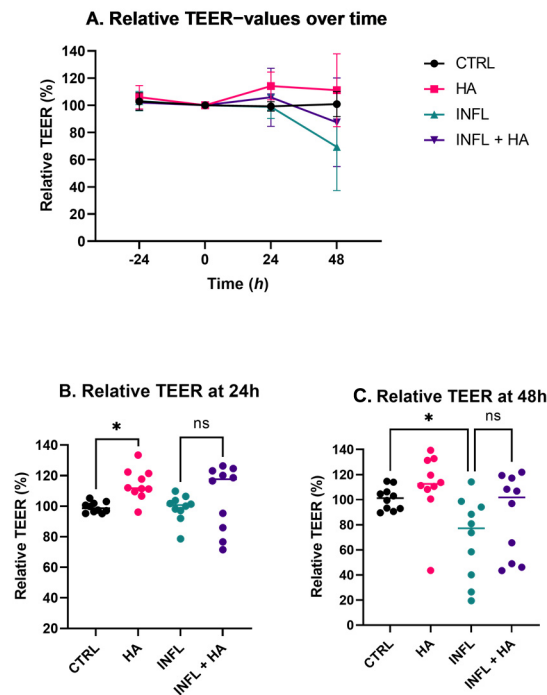 A. Relative TEER−values over time
140
120
100
80
60
40
20
0
Relative TEER (%)
-24
0
24
48
Time (h)
CTRL
HA
INFL
INFL + HA
B. Relative TEER at 24h
*
ns
140
120
100
80
60
40
20
Relative TEER (%)
CTRL
HA
INFL
INFL + HA
C. Relative TEER at 48h
*
ns
140
120
100
80
60
40
20
0
Relative TEER (%)
CTRL
HA
INFL
INFL + HA